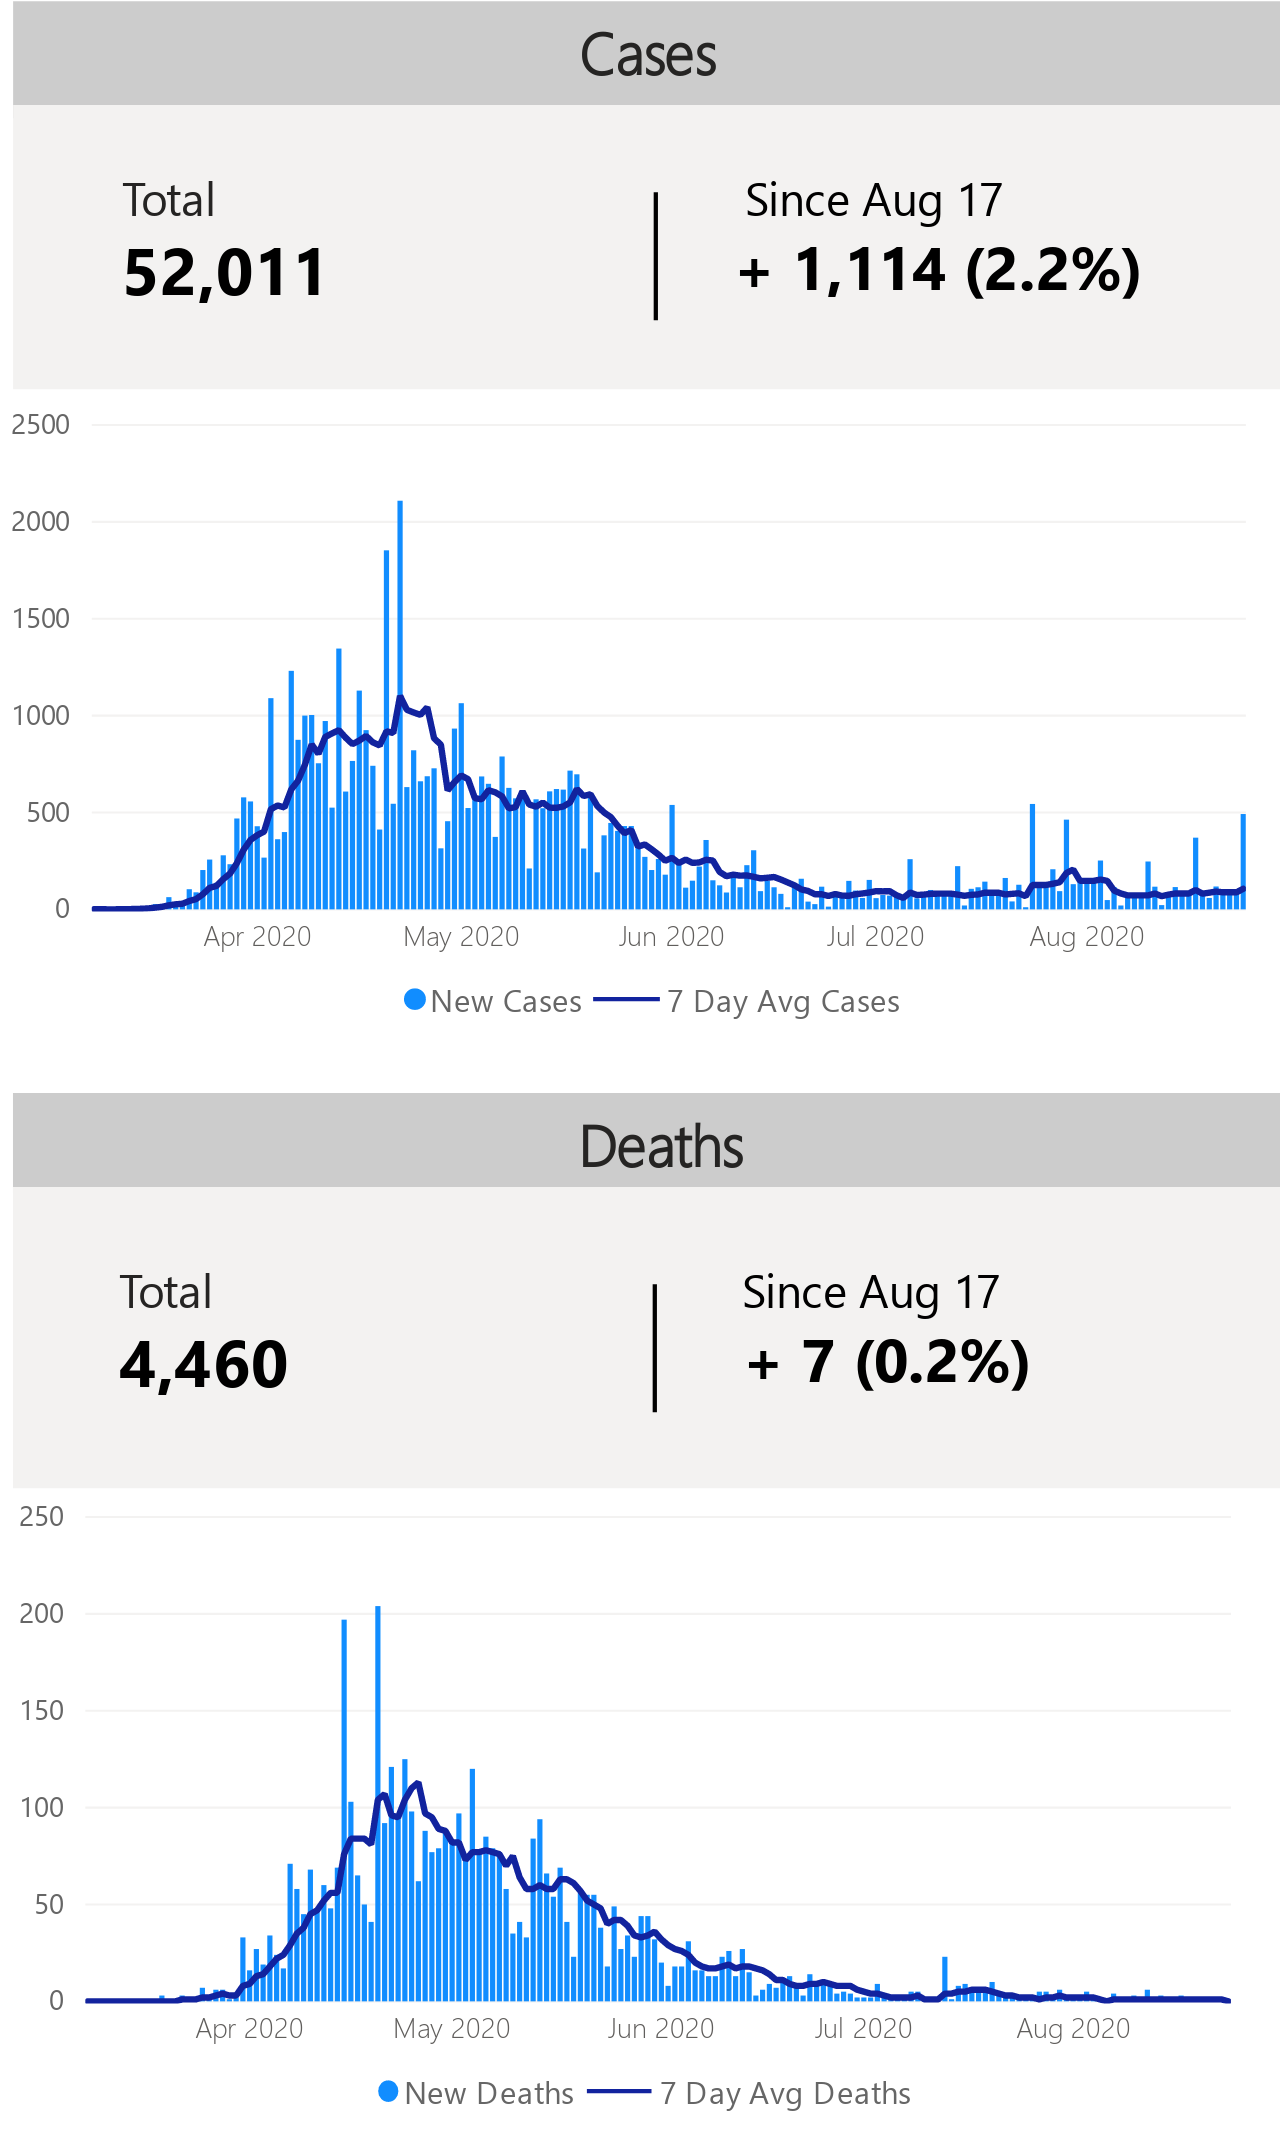 Cases
Total
Since Aug 17
52,011
+ 1,114 (2.2%)
2500
2000
1500
1000
500
0
Apr 2020
May 2020
Jun 2020
Jul 2020
Aug 2020
New Cases
7 Day Avg Cases
Deaths
Total
Since Aug 17
4,460
+ 7 (0.2%)
250
200
150
100
50
0
Apr 2020
May 2020
Jun 2020
Jul 2020
Aug 2020
New Deaths
7 Day Avg Deaths